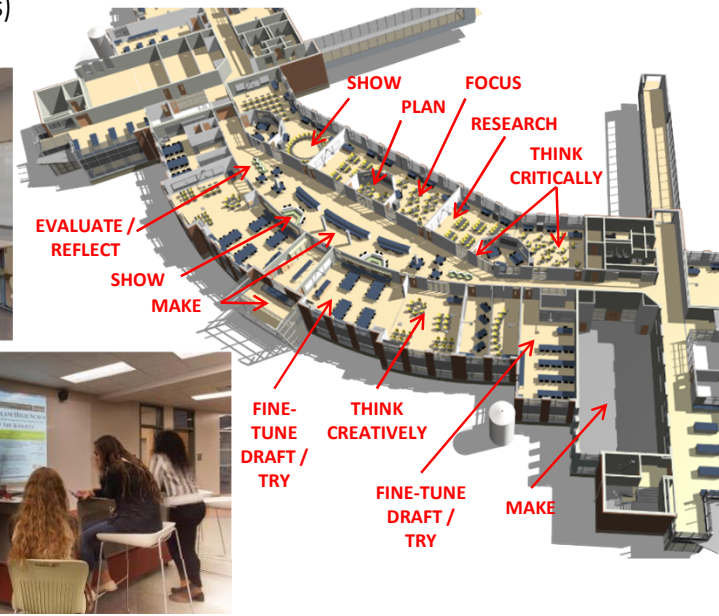 S)
SHOW
FOCUS
PLAN
RESEARCH
THINK
CRITICALLY
EVALUATE /
REFLECT
SHOW
MAKE
FINE-
TUNE
DRAFT /
TRY
THINK
CREATIVELY
FINE-TUNE
DRAFT /
TRY
MAKE